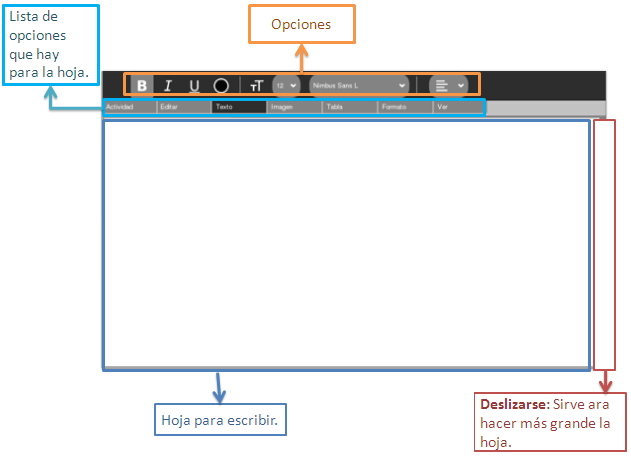 Lista de
opciones
que hay
para la hoja.
Opciones
B I U TT 12 Nimbus Sans L
Actividad Editar Texto Imagen Tabla Formato Ver
Hoja para escribir.
Deslizarse: Sirve ara
hacer más grande la
hoja.